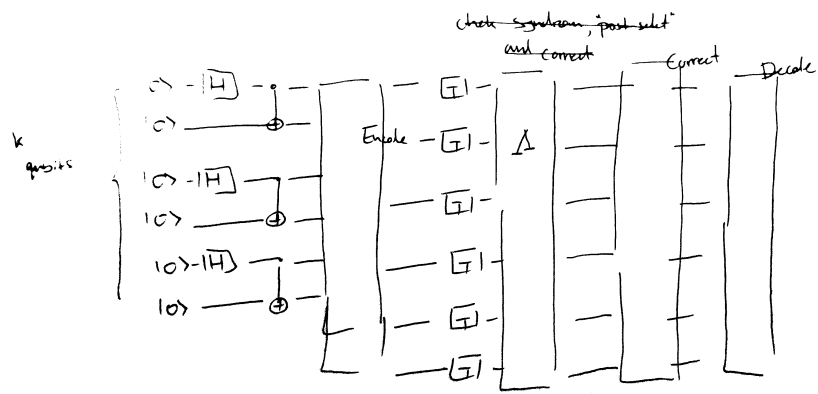 check syndrome, "post select"
and correct
Correct
Decode
|0> H
T
|0>
Encode
T
Λ
k
qubits
|0> H
T
|0>
|0> H
T
|0>
T
T